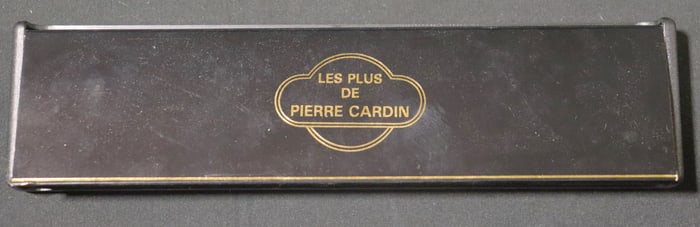 LES PLUS
DE
PIERRE CARDIN